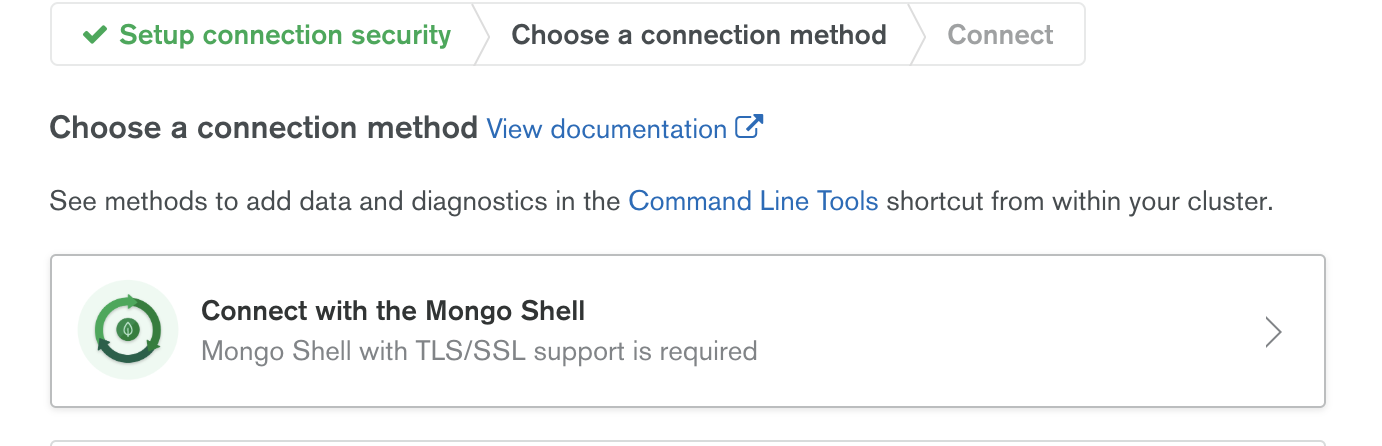 Setup connection security Choose a connection method Connect
Choose a connection method View documentation
See methods to add data and diagnostics in the Command Line Tools shortcut from within your cluster.
Connect with the Mongo Shell
Mongo Shell with TLS/SSL support is required